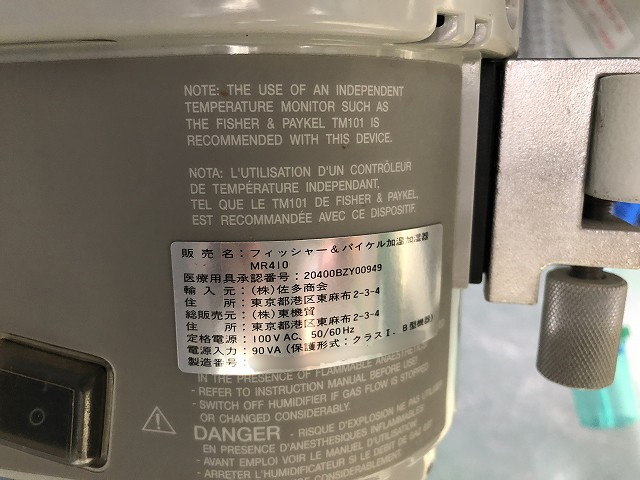 NOTE: THE USE OF AN INDEPENDENT
TEMPERATURE MONITOR SUCH AS
THE FISHER & PAYKEL TM101 IS
RECOMMENDED WITH THIS DEVICE.
NOTA: L'UTILISATION D'UN CONTRÔLEUR
DE TEMPÉRATURE INDEPENDANT,
TEL QUE LE TM101 DE FISHER & PAYKEL,
EST RECOMMANDÉE AVEC CE DISPOSITIF.
販売名:フィッシャー&パイケル加温加湿器
MR410
医療用具承認番号:20400BZY00949
輸入元:(株)佐多商会
住所:東京都港区東麻布2-3-4
総販売元:(株)東機貿
住所:東京都港区東麻布2-3-4
定格電源:100V AC、50/60Hz
電源入力:90VA(保護形式:クラスI、B型機器)
製造番号:
IN THE PRESENCE OF FLAMMABLE ANAESTHETICS
- REFER TO INSTRUCTION MANUAL BEFORE USE
- SWITCH OFF HUMIDIFIER IF GAS FLOW IS STOPPED
OR CHANGED CONSIDERABLY.
DANGER - RISQUE D'EXPLOSION NE PAS UTILISER
EN PRESENCE D'ANESTHESIQUES INFLAMMABLES
- AVANT EMPLOI VOIR LE MANUEL D'UTILISATION
- ARRETER L'HUMIDIFICATEUR SI LE DEBIT DE GAZ EST
CONSIDERABLEMENT